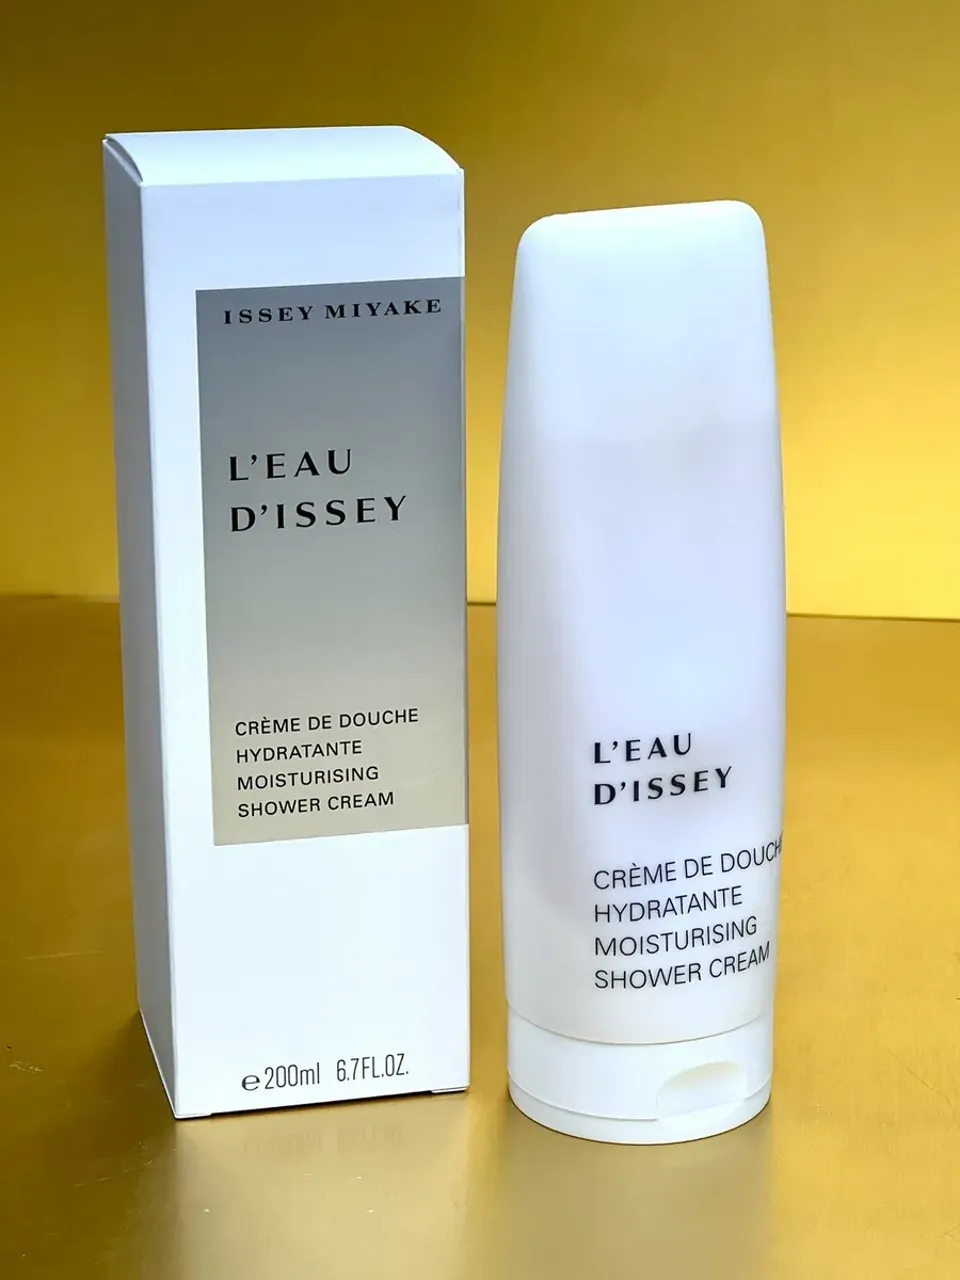 ISSEY MIYAKE
L'EAU
D'ISSEY
CRÈME DE DOUCHE
HYDRATANTE
MOISTURISING
SHOWER CREAM
℮200ml 6.7FL.OZ.
L'EAU
D'ISSEY
CRÈME DE DOUCHE
HYDRATANTE
MOISTURISING
SHOWER CREAM